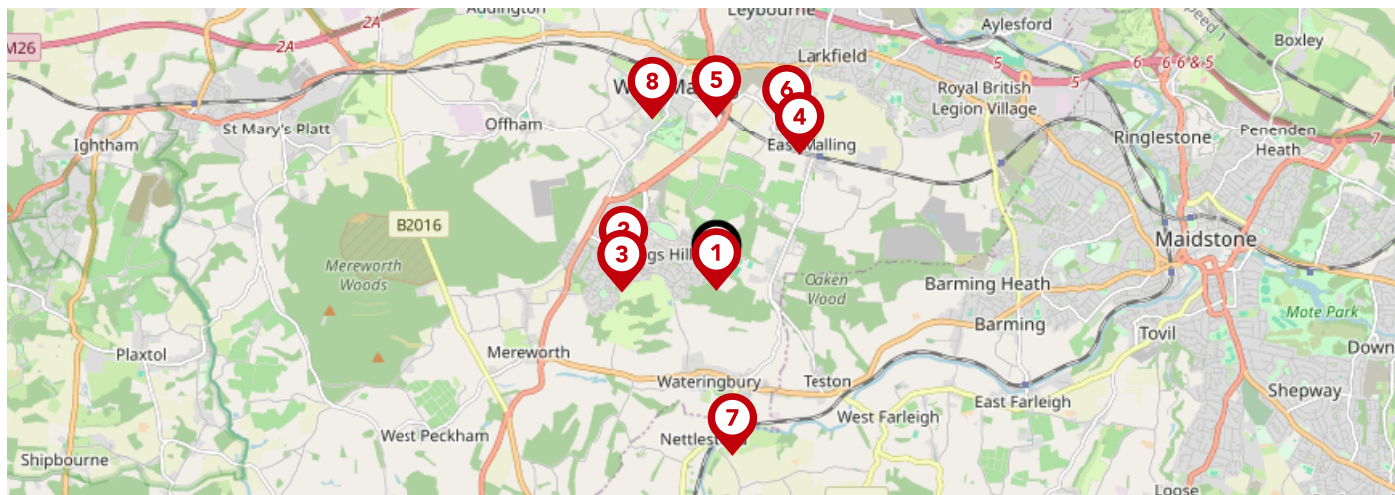 Addington
Leybourne
2A
Aylesford
M26
2A
Larkfield
Boxley
5
5
6
6 & 5
Royal British
Legion Village
8
5
6
4
St Mary's Platt
Offham
East Malling
Ightham
Ringlestone
Penenden
Heath
7
B2016
2
3
1
Maidstone
Mereworth
Woods
Oaken
Wood
Barming Heath
Mote Park
Barming
Tovil
Plaxtol
Mereworth
Down
Wateringbury
Teston
Shepway
East Farleigh
7
West Farleigh
West Peckham
Shipbourne
Loose